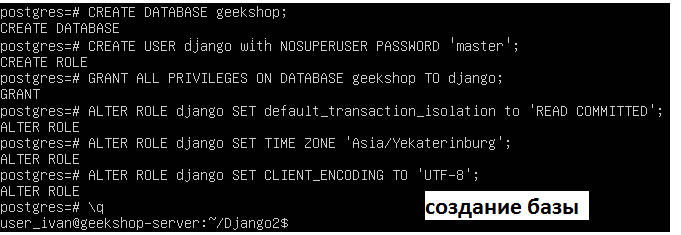 postgres=# CREATE DATABASE geekshop;
CREATE DATABASE
postgres=# CREATE USER django with NOSUPERUSER PASSWORD 'master';
CREATE ROLE
postgres=# GRANT ALL PRIVILEGES ON DATABASE geekshop TO django;
GRANT
postgres=# ALTER ROLE django SET default_transaction_isolation to 'READ COMMITTED';
ALTER ROLE
postgres=# ALTER ROLE django SET TIME ZONE 'Asia/Yekaterinburg';
ALTER ROLE
postgres=# ALTER ROLE django SET CLIENT_ENCODING TO 'UTF-8';
ALTER ROLE
postgres=# \q
создание базы
user_ivan@geekshop-server:~/Django2$